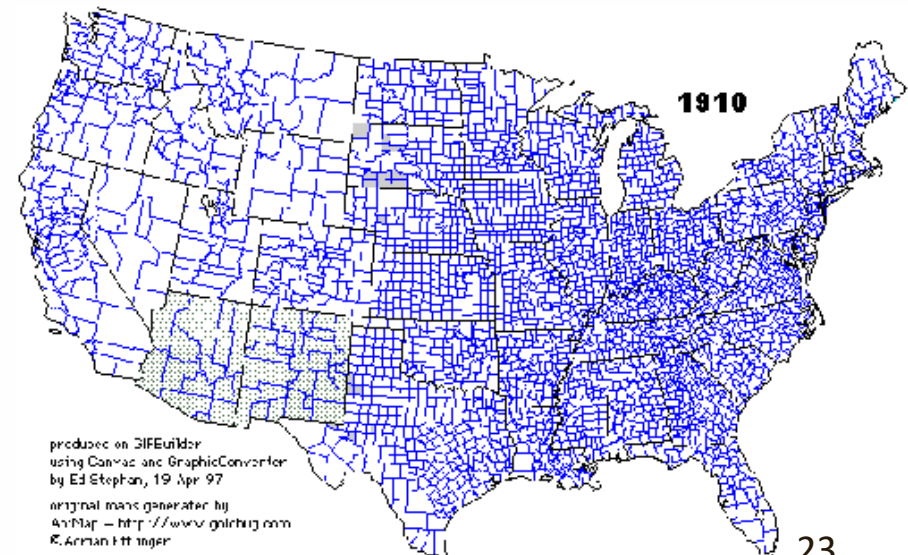 1910
produced on GIFBuilder
using Canvas and GraphicConverter
by Ed Stephan, 19 Apr 97
original maps generated by
AniMap – http://www.goldbug.com
© Adrian Ettlinger
23